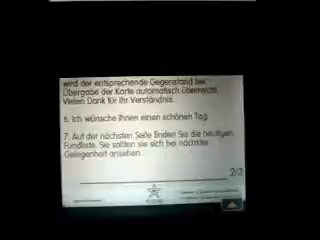 wird der entsprechende Gegenstand bei
Übergabe der Karte automatisch überreicht.
Vielen Dank für Ihr Verständnis.
6. Ich wünsche Ihnen einen schönen Tag.
7. Auf der nächsten Seite finden Sie die heutigen
Fundliste. Sie sollten sie sich bei nächster
Gelegenheit ansehen.
2/3